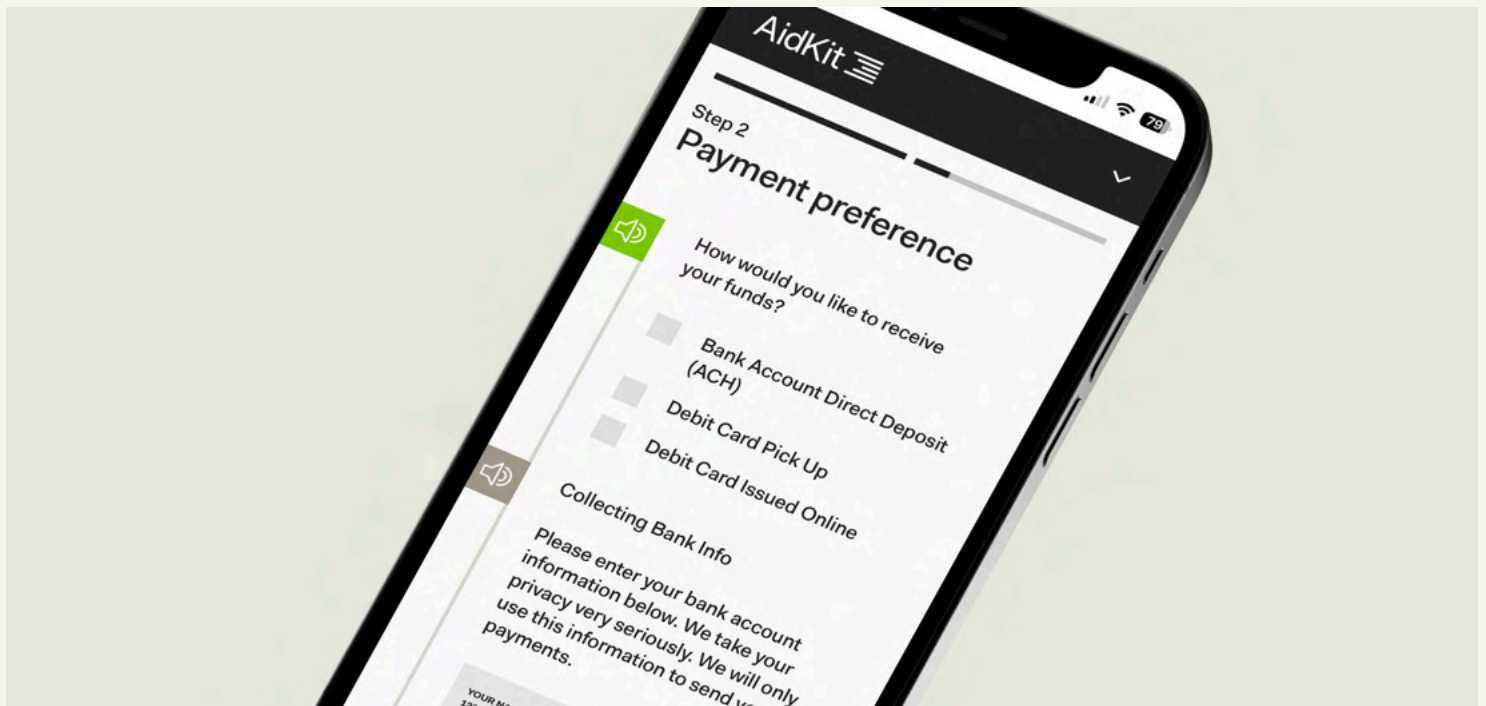 AidKit
79
Step 2
Payment preference
How would you like to receive
your funds?
Bank Account Direct Deposit
(ACH)
Debit Card Pick Up
Debit Card Issued Online
Collecting Bank Info
Please enter your bank account
information below. We take your
privacy very seriously. We will only
use this information to send
payments.
YOUR